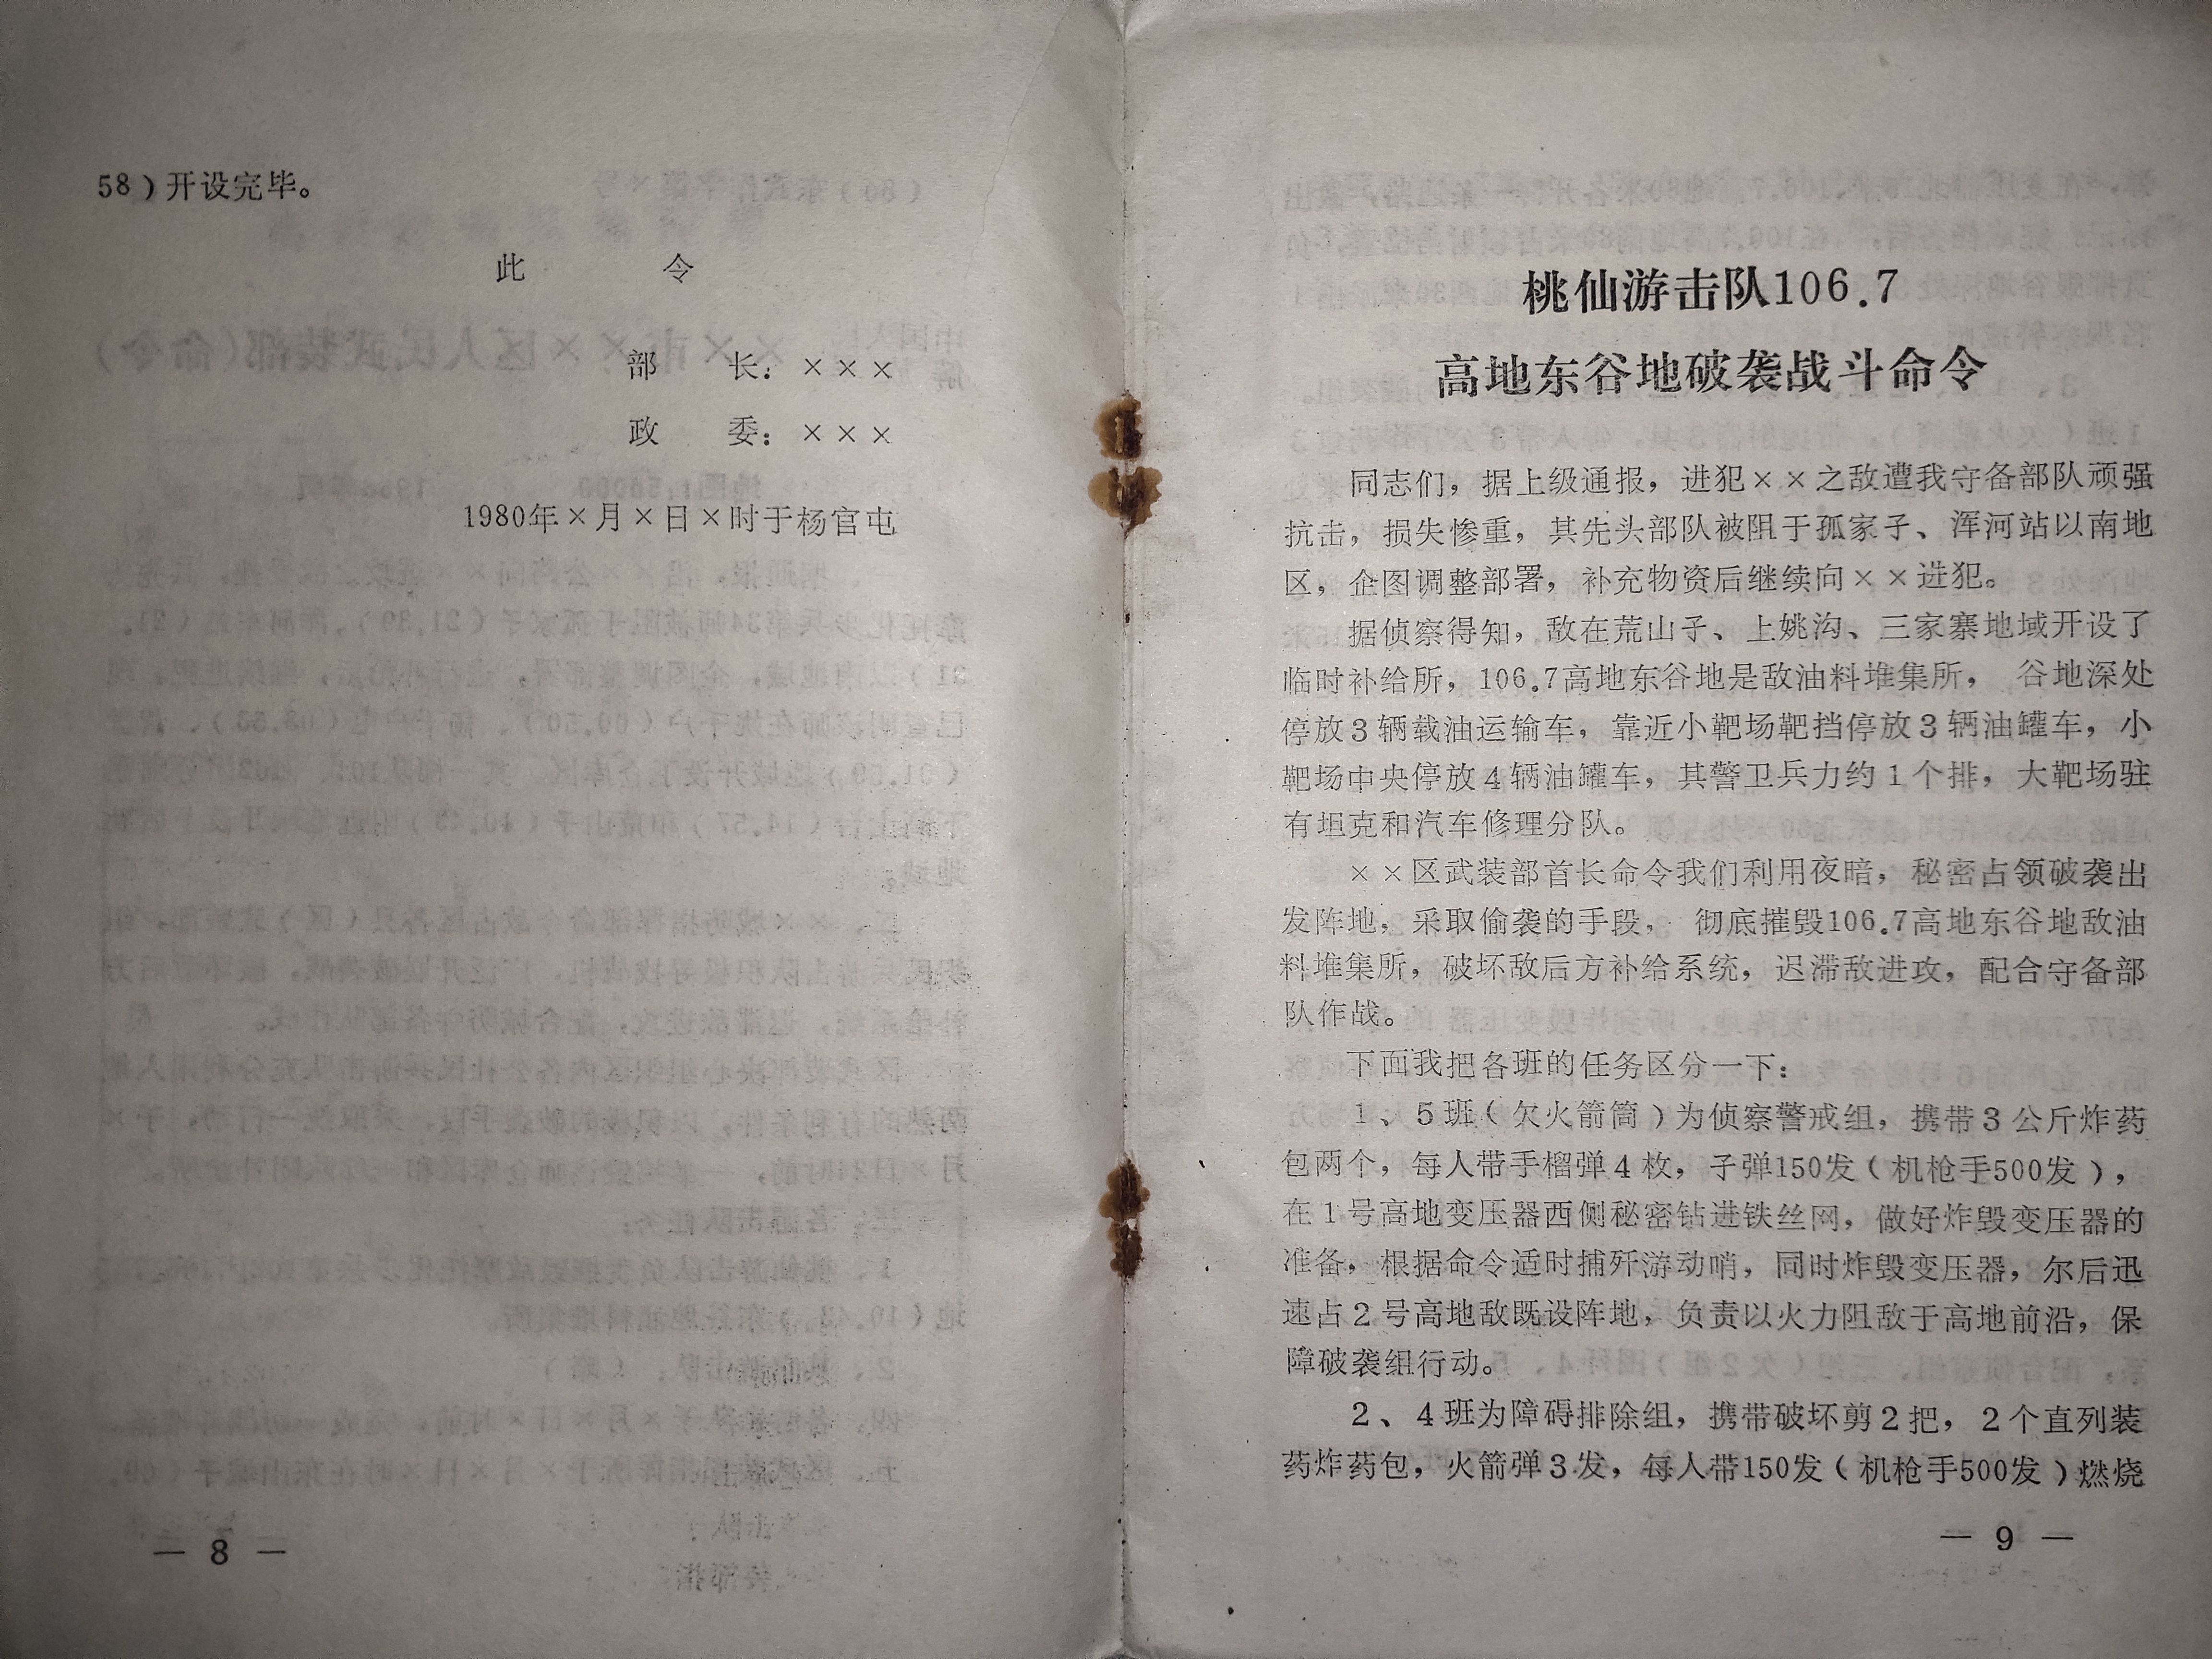 58）开设完毕。
此　　令
部　　长：×××
政　　委：×××
1980年×月×日×时于杨官屯
— 8 —
桃仙游击队106.7
高地东谷地破袭战斗命令
同志们，据上级通报，进犯××之敌遭我守备部队顽强
抗击，损失惨重，其先头部队被阻于孤家子、浑河站以南地
区，企图调整部署，补充物资后继续向××进犯。
据侦察得知，敌在荒山子、上姚沟、三家寨地域开设了
临时补给所，106.7高地东谷地是敌油料堆集所，谷地深处
停放3辆载油运输车，靠近小靶场靶挡停放3辆油罐车，小
靶场中央停放4辆油罐车，其警卫兵力约1个排，大靶场驻
有坦克和汽车修理分队。
××区武装部首长命令我们利用夜暗，秘密占领破袭出
发阵地，采取偷袭的手段，彻底摧毁106.7高地东谷地敌油
料堆集所，破坏敌后方补给系统，迟滞敌进攻，配合守备部
队作战。
下面我把各班的任务区分一下：
1、5班（欠火箭筒）为侦察警戒组，携带3公斤炸药
包两个，每人带手榴弹4枚，子弹150发（机枪手500发），
在1号高地变压器西侧秘密钻进铁丝网，做好炸毁变压器的
准备，根据命令适时捕歼游动哨，同时炸毁变压器，尔后迅
速占2号高地敌既设阵地，负责以火力阻敌于高地前沿，保
障破袭组行动。
2、4班为障碍排除组，携带破坏剪2把，2个直列装
药炸药包，火箭弹3发，每人带150发（机枪手500发）燃烧
— 9 —